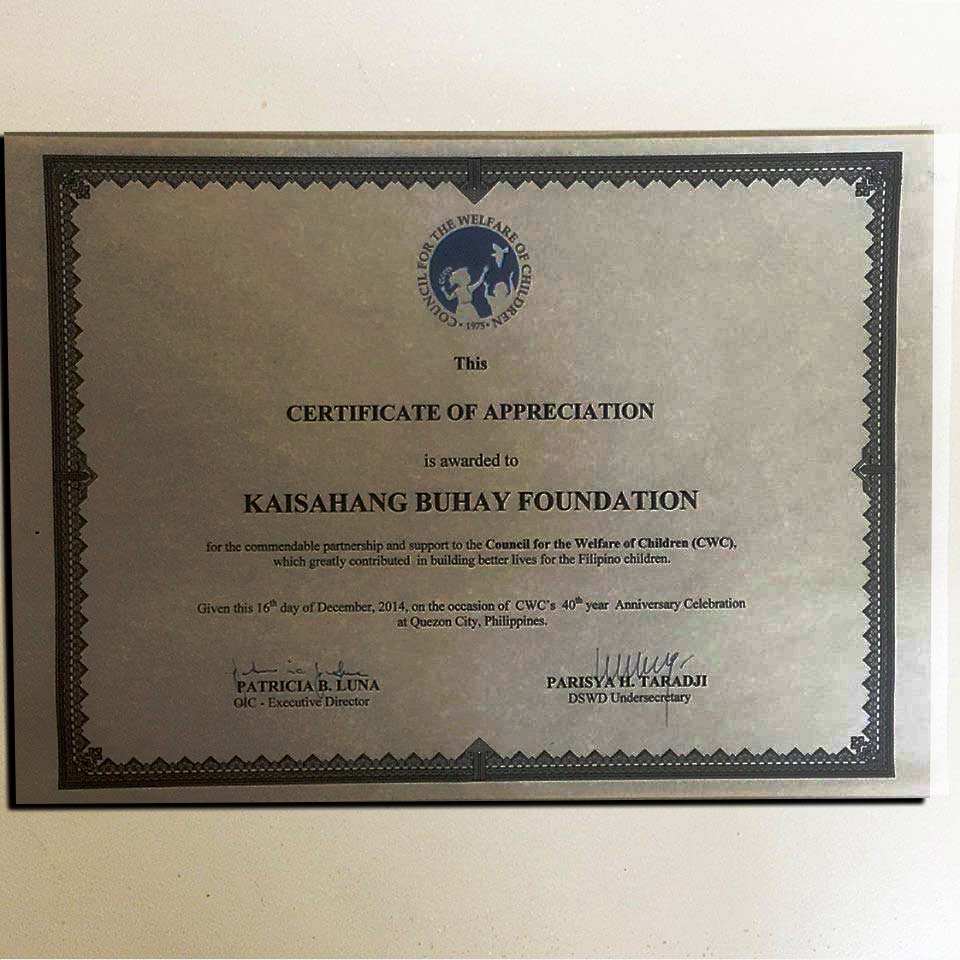 COUNCIL FOR THE WELFARE OF CHILDREN
• 1975 •
This
CERTIFICATE OF APPRECIATION
is awarded to
KAISAHANG BUHAY FOUNDATION
for the commendable partnership and support to the Council for the Welfare of Children (CWC),
which greatly contributed in building better lives for the Filipino children.
Given this 16th day of December, 2014, on the occasion of CWC's 40th year Anniversary Celebration
at Quezon City, Philippines.
PATRICIA B. LUNA
OIC - Executive Director
PARISYA H. TARADJI
DSWD Undersecretary